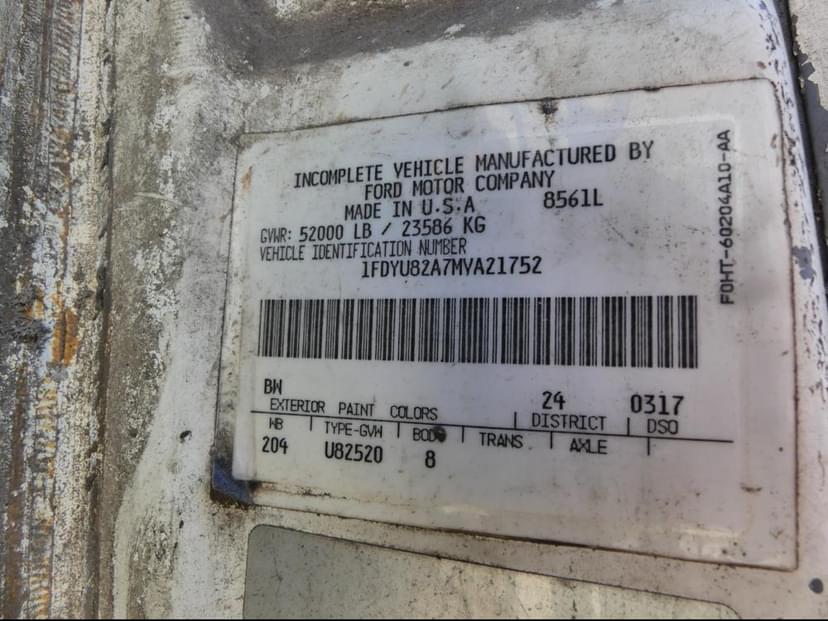 INCOMPLETE VEHICLE MANUFACTURED BY
FORD MOTOR COMPANY
MADE IN U.S.A 8561L
GVWR: 52000 LB / 23586 KG
VEHICLE IDENTIFICATION NUMBER
1FDYU82A7MVA21752
F0HT-60204A10-AA
BW 24 0317
EXTERIOR PAINT COLORS DISTRICT DSO
WB TYPE-GVW BODY TRANS AXLE
204 U82520 8